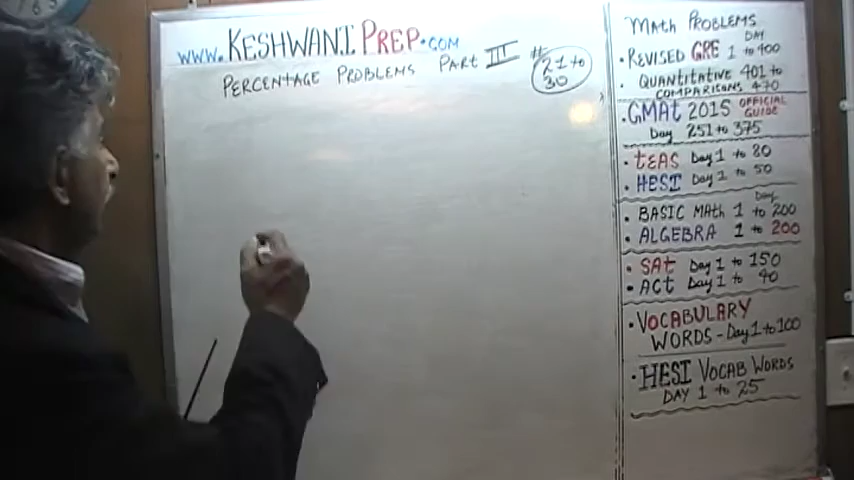 www.KESHWANI PREP.COM
PERCENTAGE PROBLEMS PART III # 21 to 30
MATH PROBLEMS
DAY
• REVISED GRE 1 to 400
• QUANTITATIVE 401 to
COMPARISONS 470
• GMAt 2015 OFFICIAL GUIDE
Day 251 to 375
• tEAS Day 1 to 80
• HESI Day 1 to 50
Day
• BASIC MAth 1 to 200
• ALGEBRA 1 to 200
• SAt Day 1 to 150
• ACt Day 1 to 40
• VOCABULARY
WORDS - Day 1 to 100
• HESI VOCAB WORDS
DAY 1 to 25